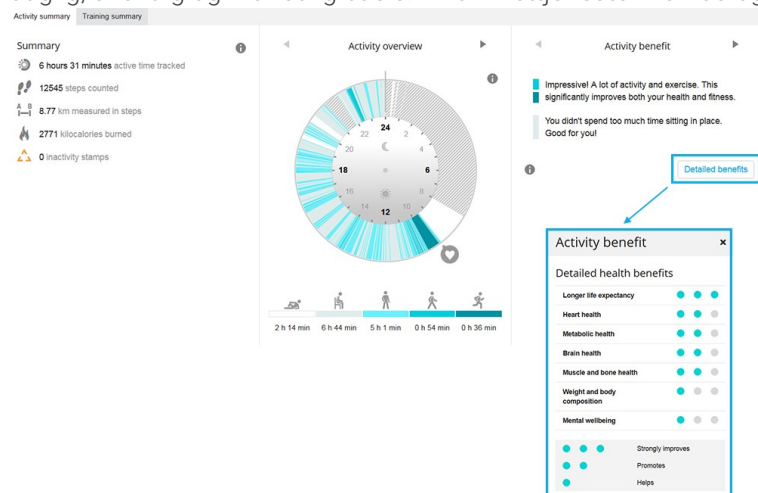 Activity summary
Training summary
Summary
6 hours 31 minutes active time tracked
12545 steps counted
A B
8.77 km measured in steps
2771 kilocalories burned
0 inactivity stamps
Activity overview
24
22 2
20 4
18 6
16 8
14 10
12
2 h 14 min 6 h 44 min 5 h 1 min 0 h 54 min 0 h 36 min
Activity benefit
Impressive! A lot of activity and exercise. This
significantly improves both your health and fitness.
You didn't spend too much time sitting in place.
Good for you!
Detailed benefits
Activity benefit ×
Detailed health benefits
Longer life expectancy
Heart health
Metabolic health
Brain health
Muscle and bone health
Weight and body
composition
Mental wellbeing
Strongly improves
Promotes
Helps